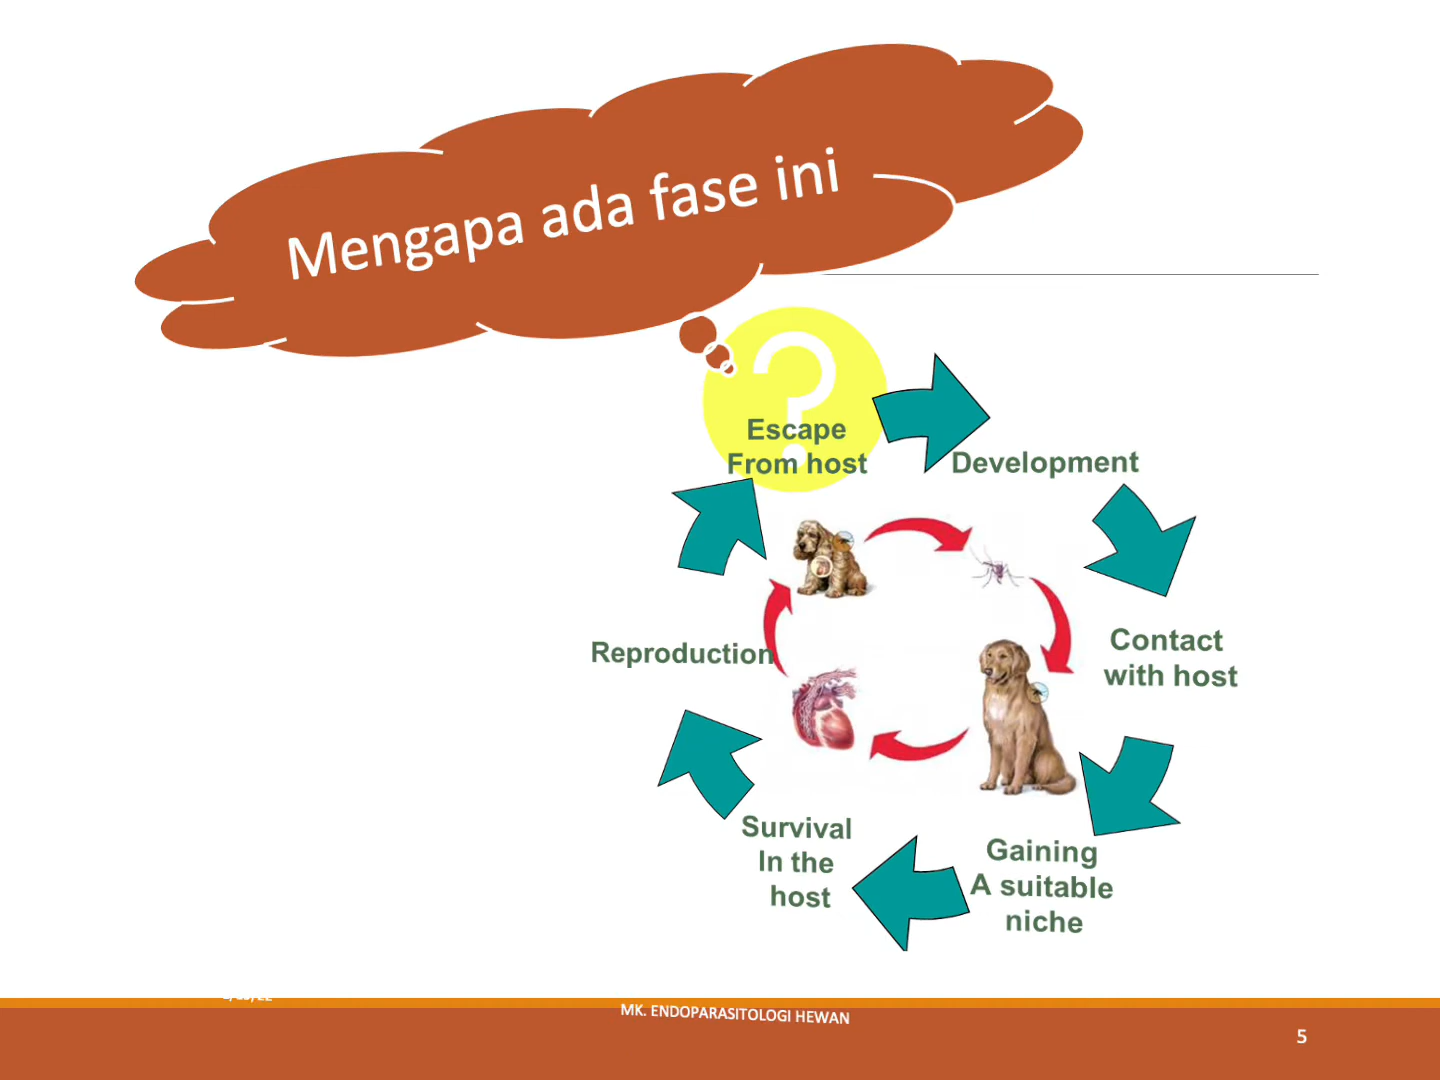 Mengapa ada fase ini
?
Escape
From host
Development
Contact
with host
Gaining
A suitable
niche
Survival
In the
host
Reproduction
MK. ENDOPARASITOLOGI HEWAN
5